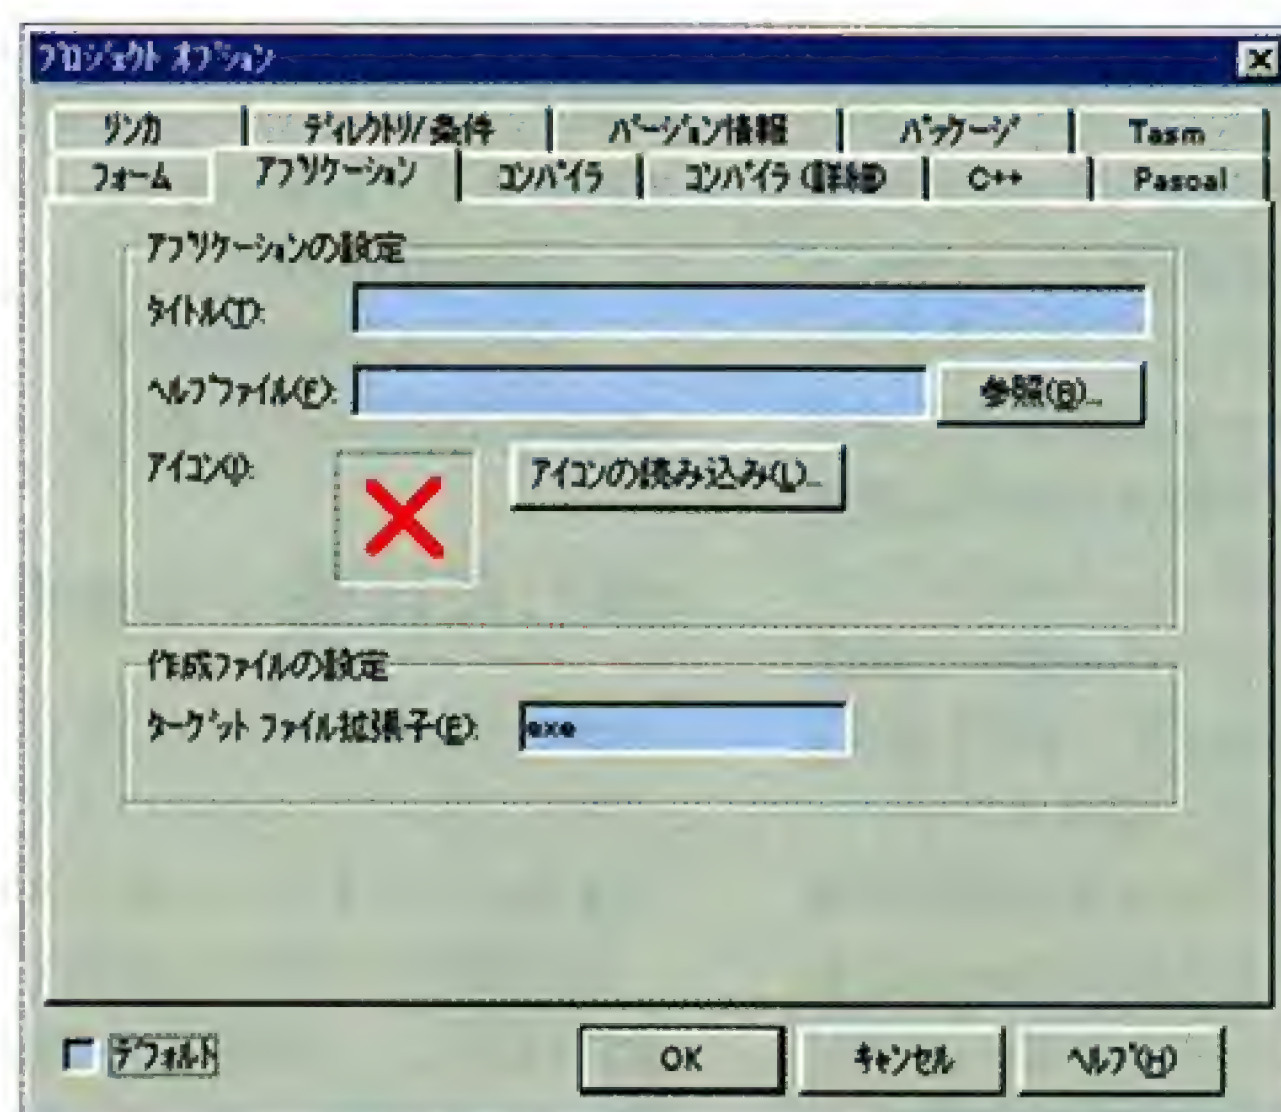 プロジェクト オプション
リンカ ディレクトリ/条件 バージョン情報 パッケージ Tasm
フォーム アプリケーション コンパイラ コンパイラ(詳細) C++ Pascal
アプリケーションの設定
タイトル(T):
ヘルプファイル(F): 参照(B)...
アイコン(I): アイコンの読み込み(L)...
作成ファイルの設定
ターゲット ファイル拡張子(E): exe
デフォルト OK キャンセル ヘルプ(H)